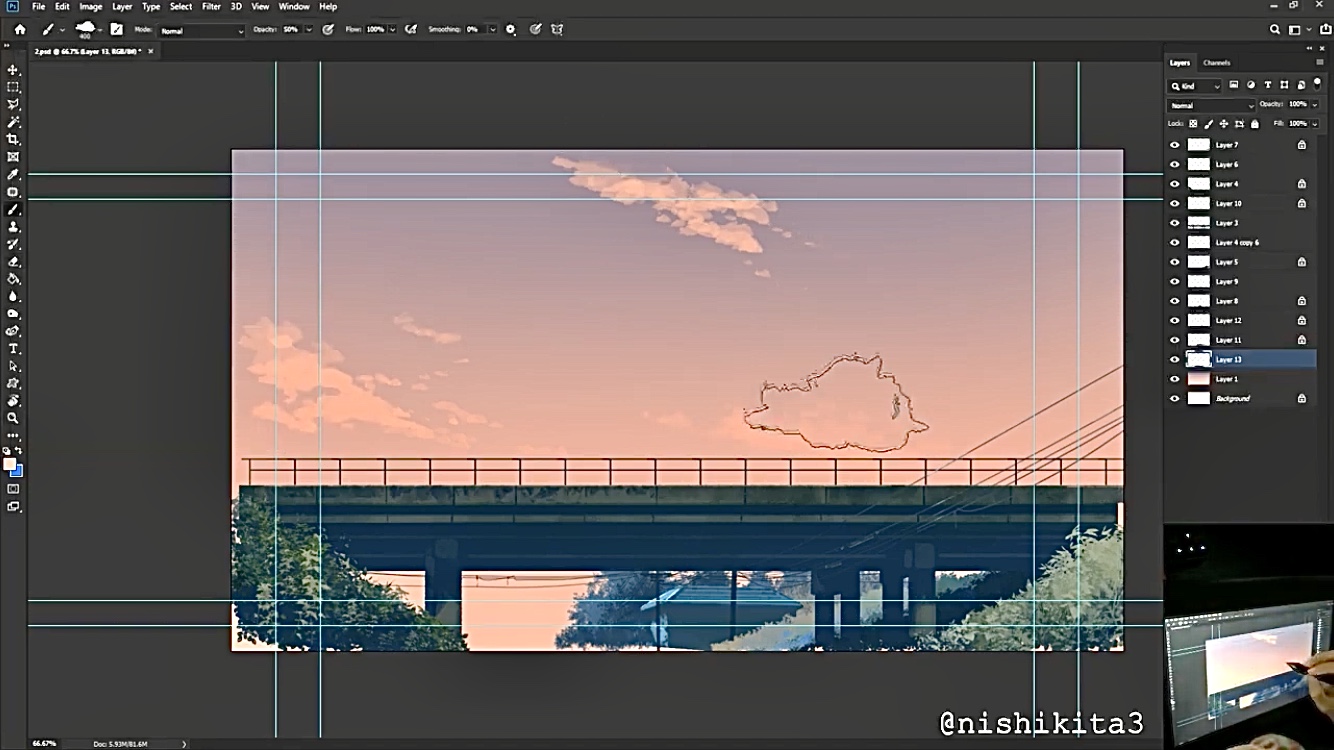 Ps File Edit Image Layer Type Select Filter 3D View Window Help
400 Mode: Normal Opacity: 50% Flow: 100% Smoothing: 0%
2.psd @ 66.7% (Layer 13, RGB/8#) * ×
Layers Channels
Kind
Normal Opacity: 100%
Lock: Fill: 100%
Layer 7
Layer 6
Layer 4
Layer 10
Layer 3
Layer 4 copy 6
Layer 5
Layer 9
Layer 8
Layer 12
Layer 11
Layer 13
Layer 1
Background
@nishikita3
66.67% Doc: 5.93M/81.6M